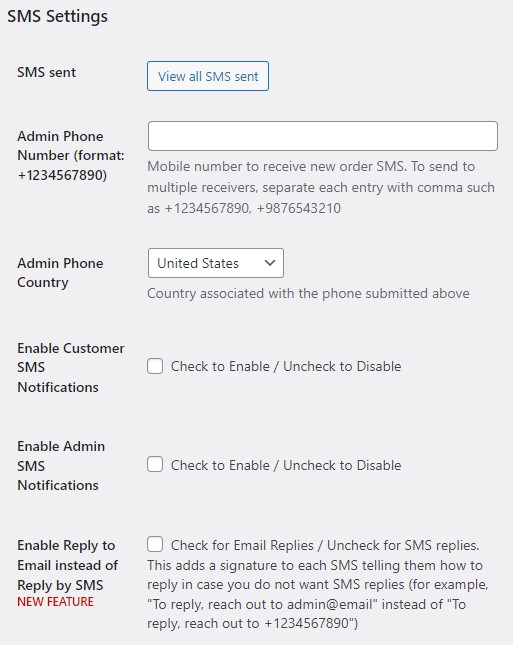 SMS Settings
SMS sent
View all SMS sent
Admin Phone
Number (format:
+1234567890)
Mobile number to receive new order SMS. To send to
multiple receivers, separate each entry with comma such
as +1234567890, +9876543210
Admin Phone
Country
United States
Country associated with the phone submitted above
Enable Customer
SMS
Notifications
Check to Enable / Uncheck to Disable
Enable Admin
SMS
Notifications
Check to Enable / Uncheck to Disable
Enable Reply to
Email instead of
Reply by SMS
NEW FEATURE
Check for Email Replies / Uncheck for SMS replies.
This adds a signature to each SMS telling them how to
reply in case you do not want SMS replies (for example,
"To reply, reach out to admin@email" instead of "To
reply, reach out to +1234567890")